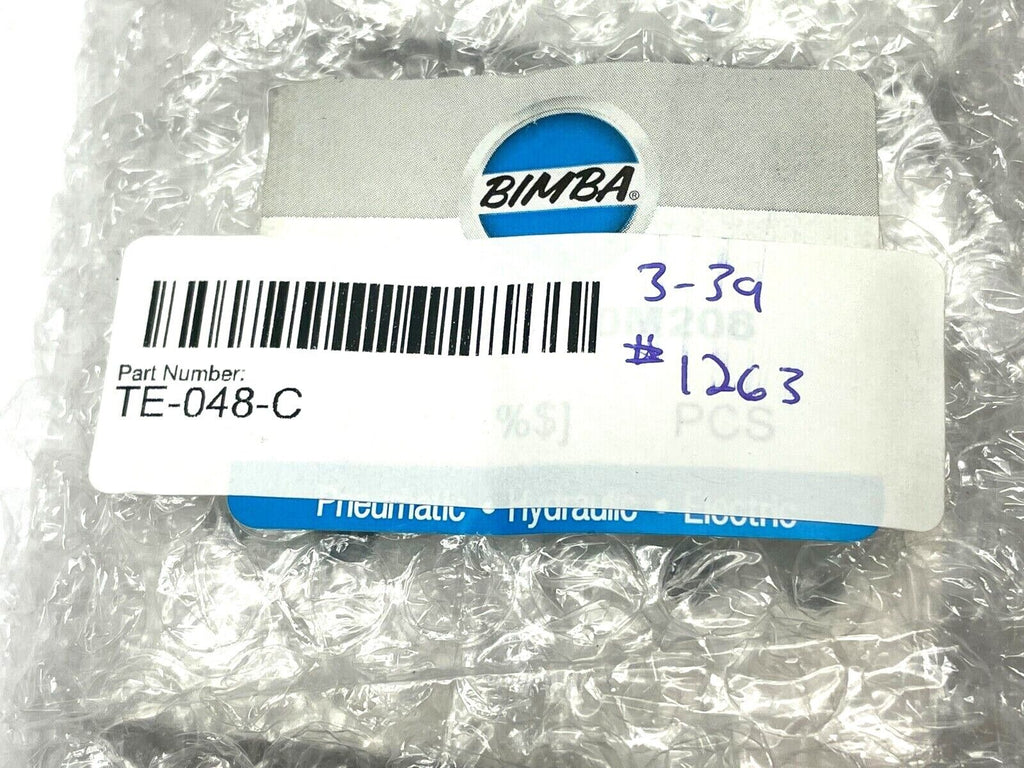 BIMBA®
3-39
#1263
Part Number:
TE-048-C
PCS
Pneumatic • Hydraulic • Electric